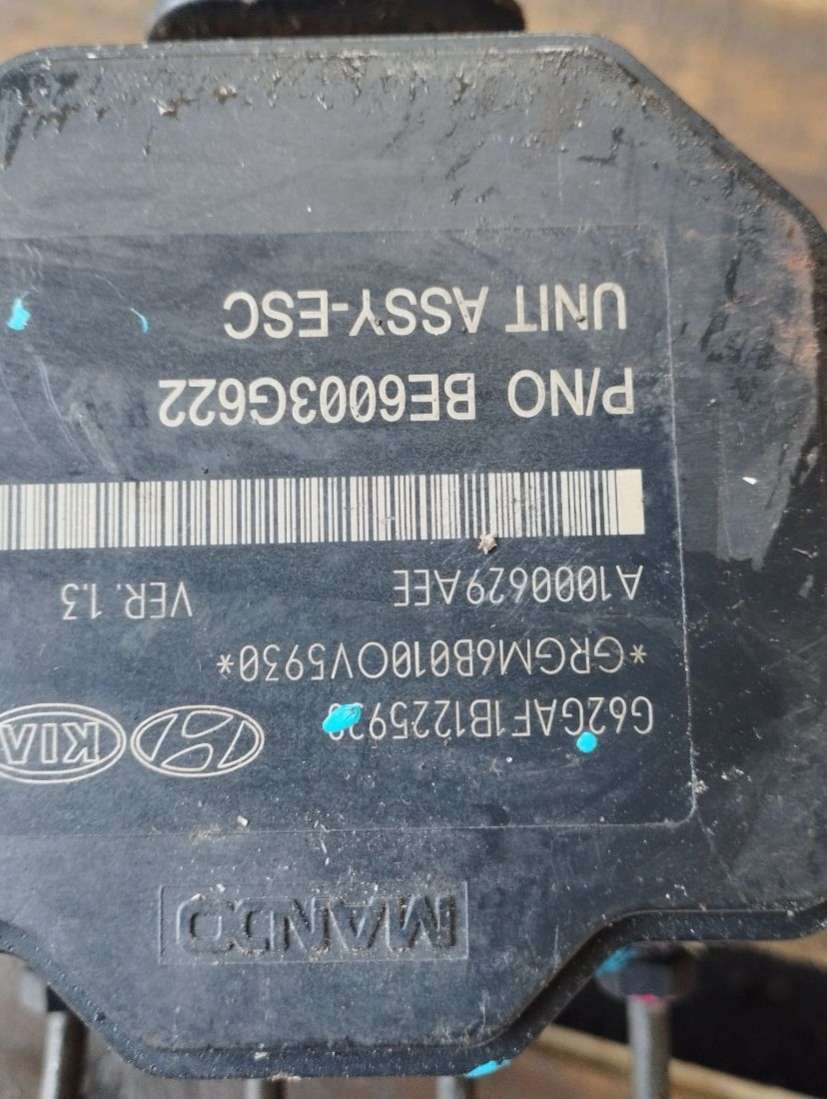 MANDO
KIA
*GRGM6B010OV5930*
A1000629AEE VER. 1.3
P/NO BE6003G622
UNIT ASSY-ESC